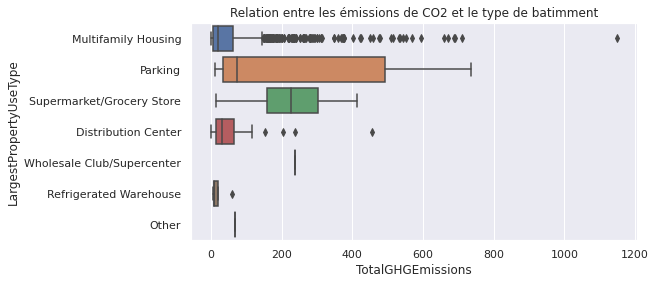 Relation entre les émissions de CO2 et le type de batimment
LargestPropertyUseType
Multifamily Housing
Parking
Supermarket/Grocery Store
Distribution Center
Wholesale Club/Supercenter
Refrigerated Warehouse
Other
0 200 400 600 800 1000 1200
TotalGHGEmissions